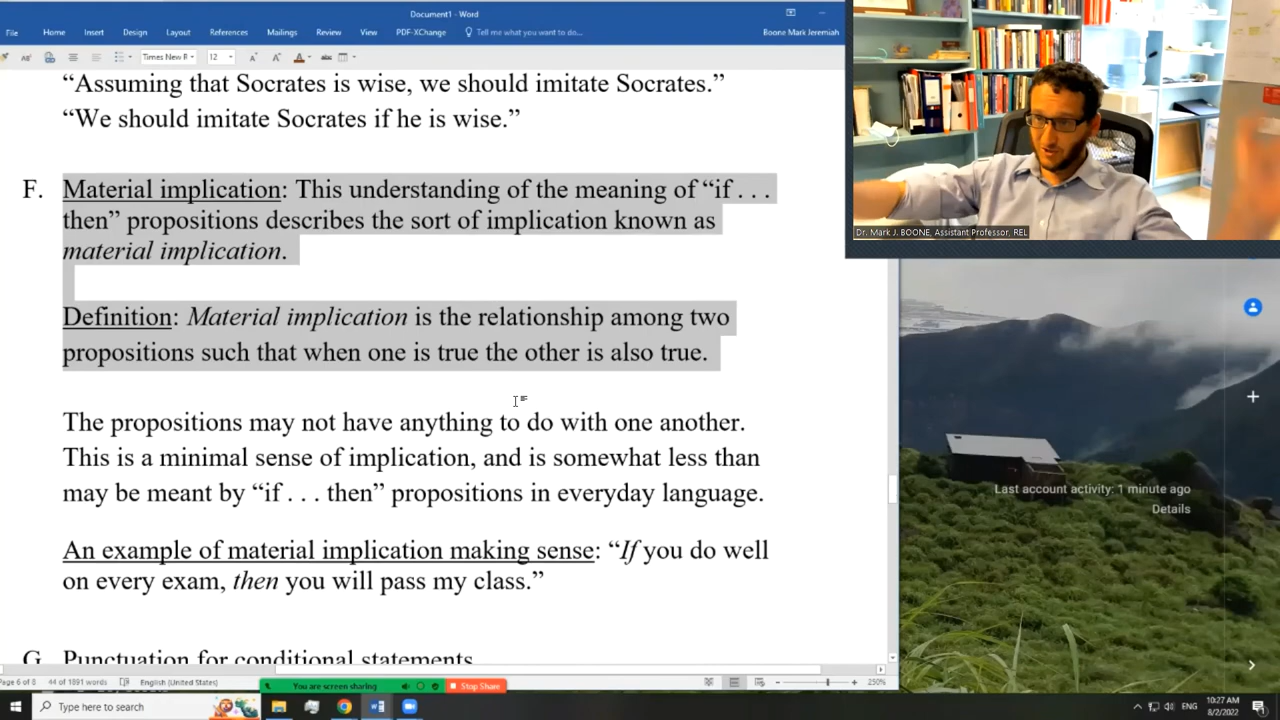 Document1 - Word
File Home Insert Design Layout References Mailings Review View PDF-XChange Tell me what you want to do... Boone Mark Jeremiah
Times New R 12
“Assuming that Socrates is wise, we should imitate Socrates.”
“We should imitate Socrates if he is wise.”
F. Material implication: This understanding of the meaning of “if . . .
then” propositions describes the sort of implication known as
material implication.
Definition: Material implication is the relationship among two
propositions such that when one is true the other is also true.
The propositions may not have anything to do with one another.
This is a minimal sense of implication, and is somewhat less than
may be meant by “if . . . then” propositions in everyday language.
An example of material implication making sense: “If you do well
on every exam, then you will pass my class.”
G. Punctuation for conditional statements
Dr. Mark J. BOONE, Assistant Professor, REL
Last account activity: 1 minute ago
Details
Page 6 of 8 44 of 1891 words English (United States) 250%
You are screen sharing Stop Share
Type here to search
ENG
10:27 AM
8/2/2022